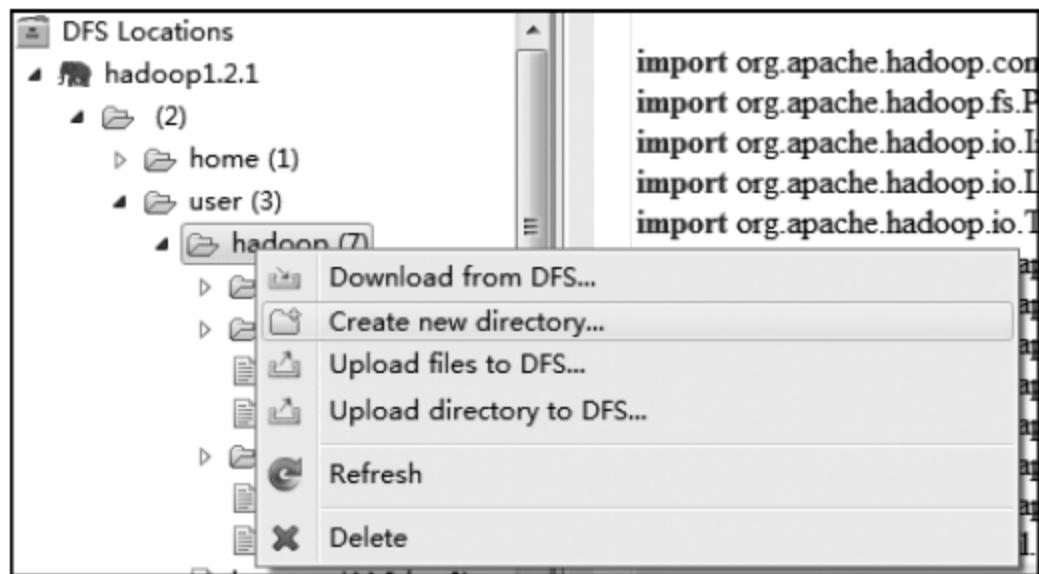 DFS Locations
hadoop1.2.1
(2)
home (1)
user (3)
hadoop (7)
Download from DFS...
Create new directory...
Upload files to DFS...
Upload directory to DFS...
Refresh
Delete
import org.apache.hadoop.con
import org.apache.hadoop.fs.P
import org.apache.hadoop.io.I
import org.apache.hadoop.io.L
import org.apache.hadoop.io.T